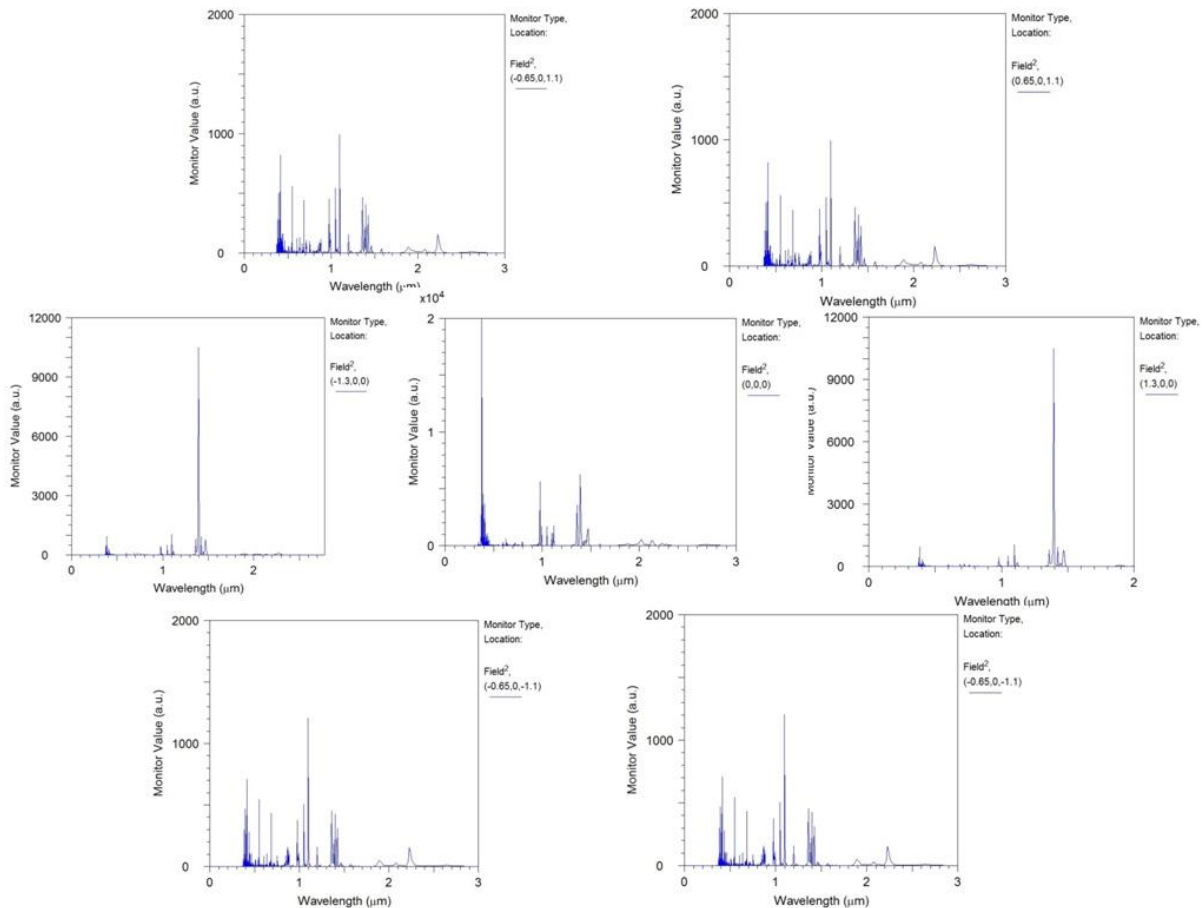 2000
1000
0
0 1 2 3
Monitor Value (a.u.)
Wavelength (μm)
Monitor Type,
Location:
Field²,
(-0.65,0,1.1)
2000
1000
0
0 1 2 3
Monitor Value (a.u.)
Wavelength (μm)
Monitor Type,
Location:
Field²,
(0.65,0,1.1)
12000
9000
6000
3000
0
0 1 2
Monitor Value (a.u.)
Wavelength (μm)
Monitor Type,
Location:
Field²,
(-1.3,0,0)
x10⁴
2
1
0
0 1 2 3
Monitor Value (a.u.)
Wavelength (μm)
Monitor Type,
Location:
Field²,
(0,0,0)
12000
9000
6000
3000
0
0 1 2
Monitor Value (a.u.)
Wavelength (μm)
Monitor Type,
Location:
Field²,
(1.3,0,0)
2000
1000
0
0 1 2 3
Monitor Value (a.u.)
Wavelength (μm)
Monitor Type,
Location:
Field²,
(-0.65,0,-1.1)
2000
1000
0
0 1 2 3
Monitor Value (a.u.)
Wavelength (μm)
Monitor Type,
Location:
Field²,
(-0.65,0,-1.1)